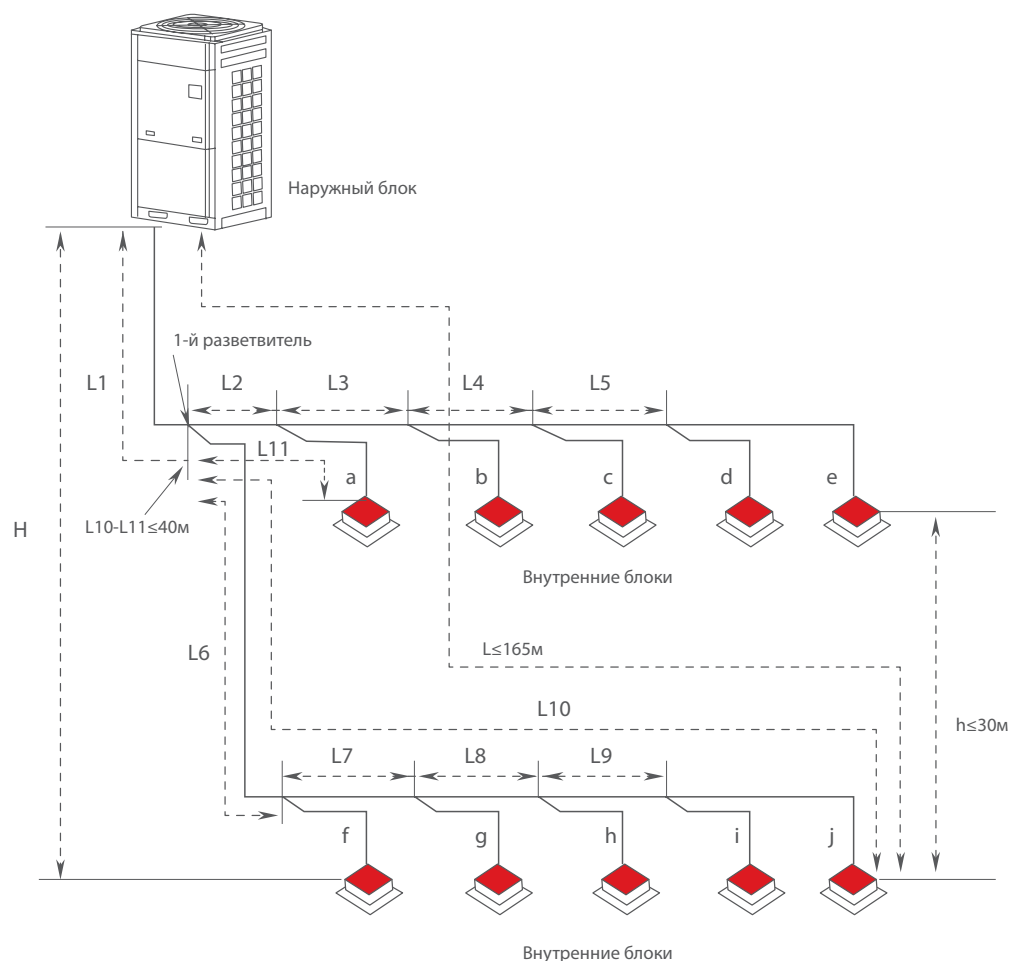 Наружный блок
1-й разветвитель
L1
L2
L3
L4
L5
L11
a
b
c
d
e
L10-L11≤40м
H
Внутренние блоки
L6
L≤165м
L10
h≤30м
L7
L8
L9
f
g
h
i
j
Внутренние блоки